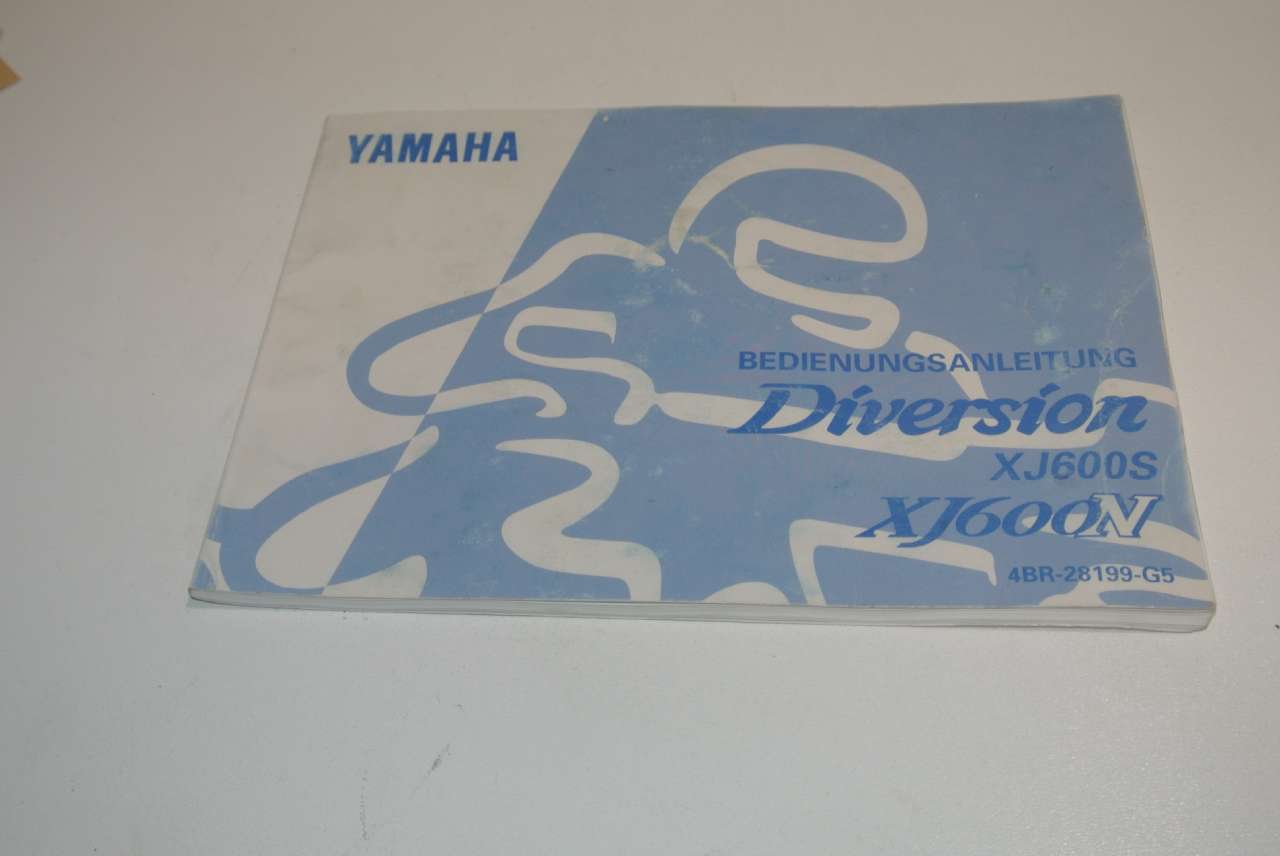 YAMAHA
BEDIENUNGSANLEITUNG
Diversion
XJ600S
XJ600N
4BR-28199-G5